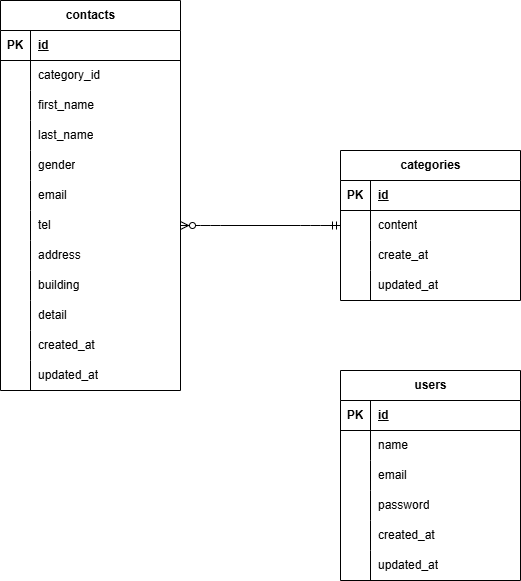 contacts
PK id
category_id
first_name
last_name
gender
email
tel
address
building
detail
created_at
updated_at
categories
PK id
content
create_at
updated_at
users
PK id
name
email
password
created_at
updated_at